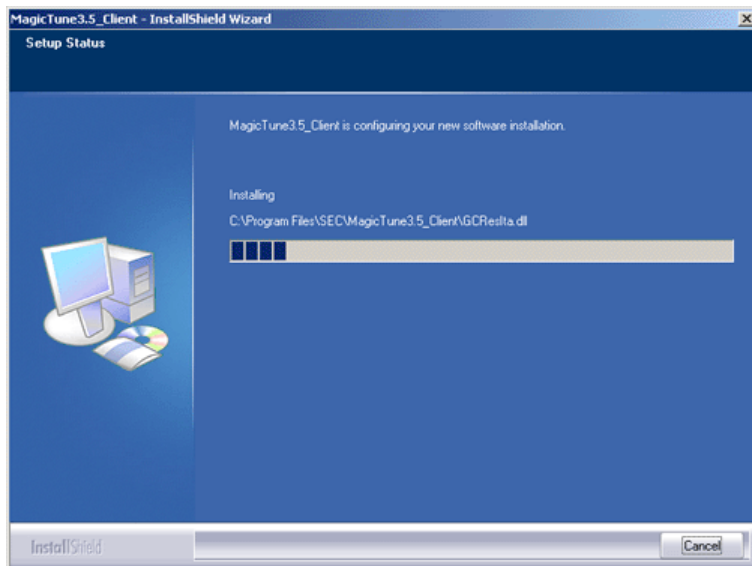 MagicTune3.5_Client - InstallShield Wizard
Setup Status
MagicTune3.5_Client is configuring your new software installation.
Installing
C:\Program Files\SEC\MagicTune3.5_Client\GCResIta.dll
InstallShield
Cancel